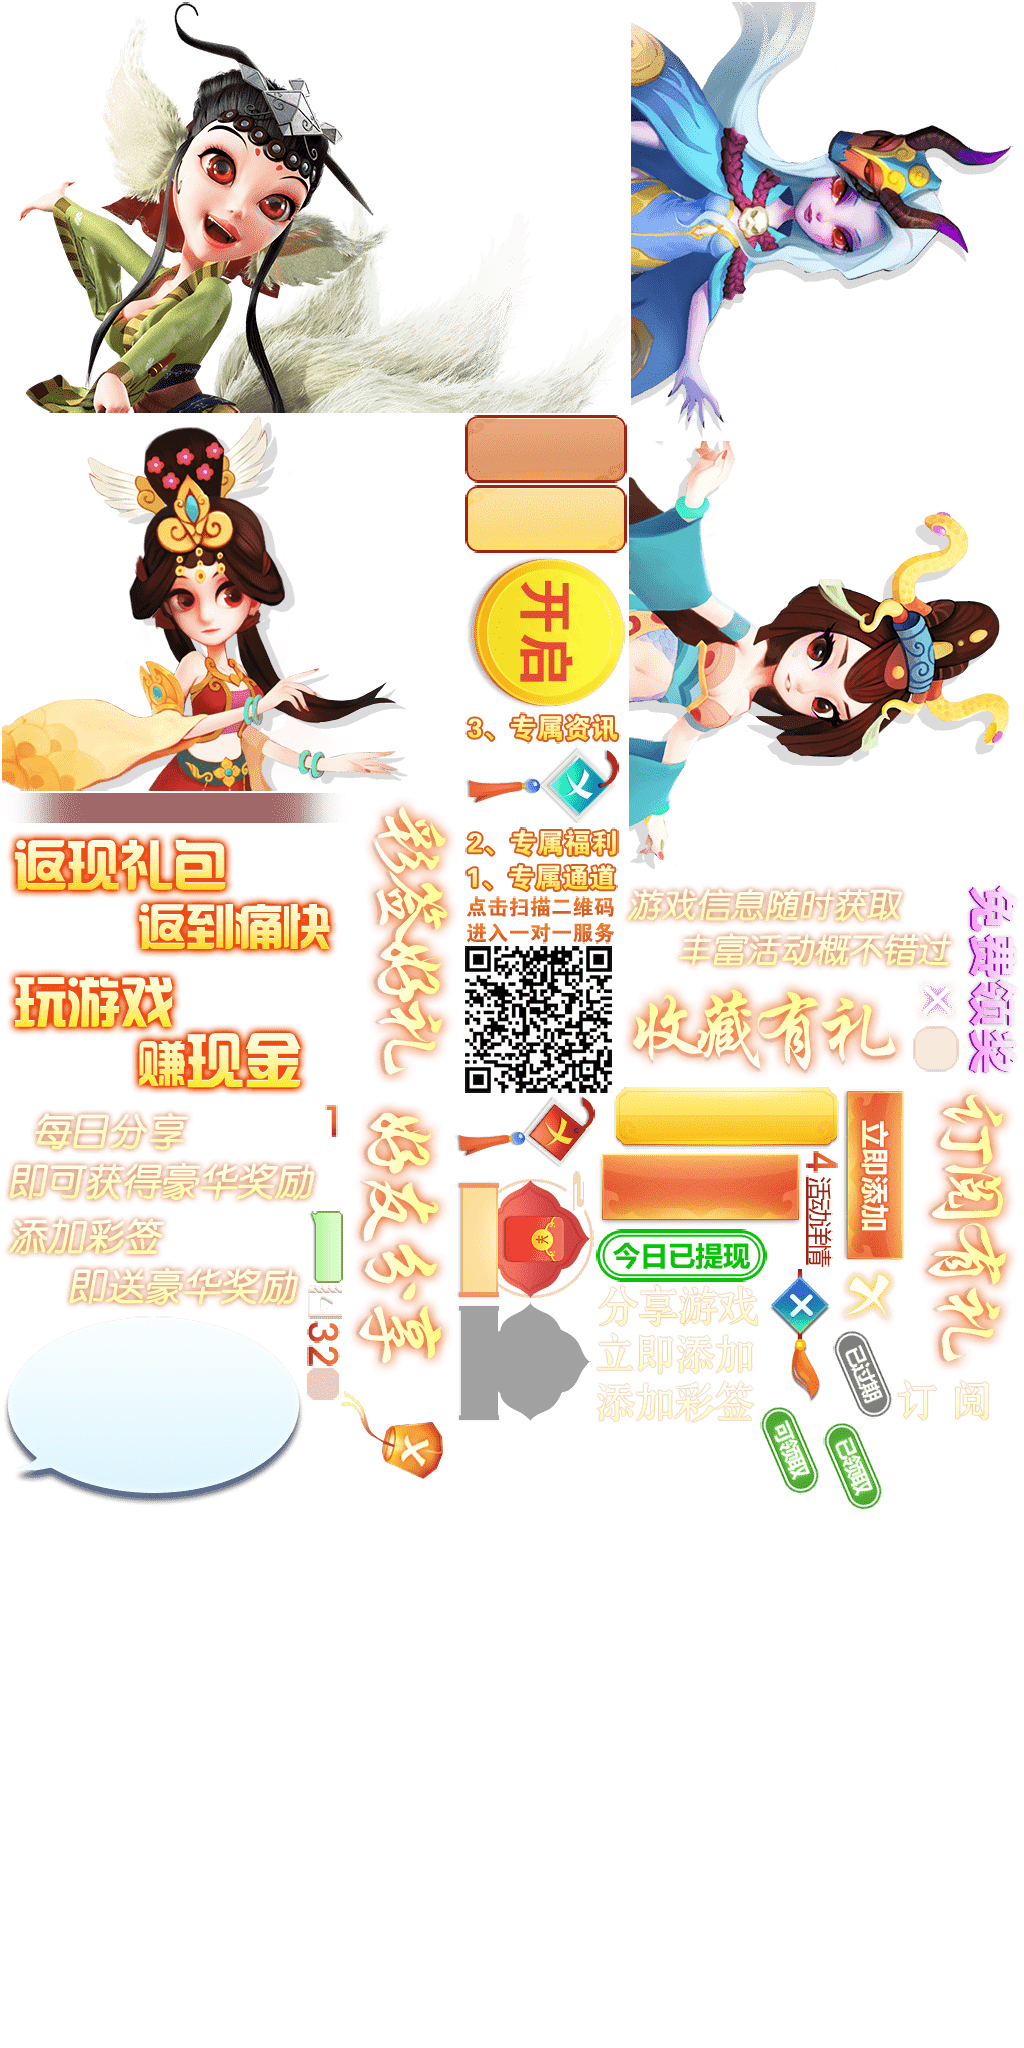 开启
3、专属资讯
2、专属福利
1、专属通道
点击扫描二维码
进入一对一服务
返现礼包
返到痛快
玩游戏
赚现金
彩签好礼
游戏信息随时获取
丰富活动概不错过
免费领奖
收藏有礼
每日分享
即可获得豪华奖励
添加彩签
即送豪华奖励
1
32
好友分享
4
活动详情
立即添加
订阅有礼
今日已提现
分享游戏
立即添加
添加彩签
已过期
订阅
可领取
已领取